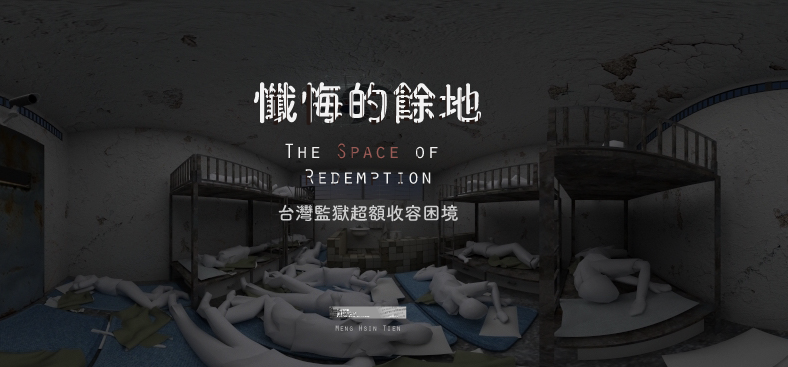 懺悔的餘地
THE SPACE OF
REDEMPTION
台灣監獄超額收容困境
MENG HSIN TIEN